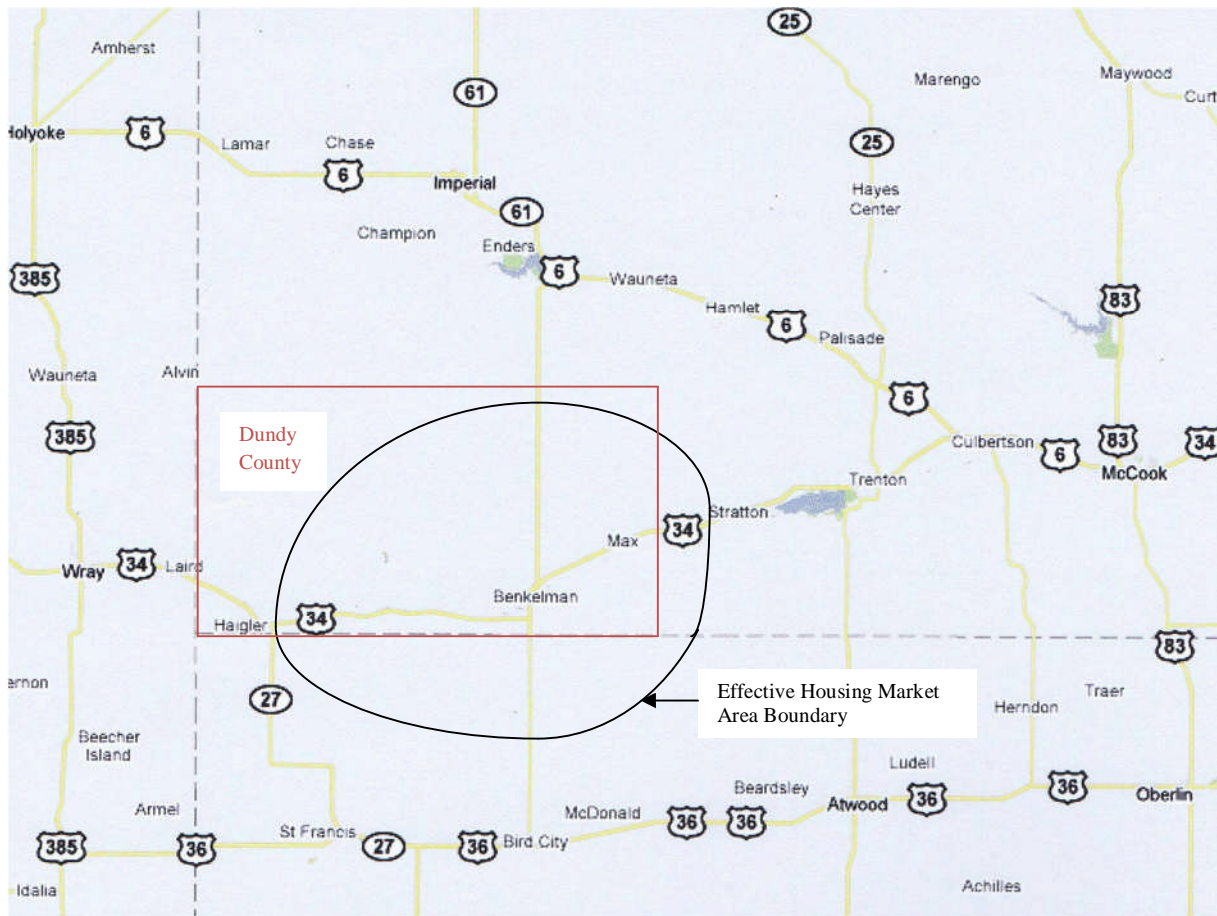 25
Amherst
Marengo
Maywood
61
Curt
Holyoke
6
Lamar
Chase
25
6
Imperial
Hayes
Center
61
Champion
Enders
385
6
Wauneta
83
Hamlet
6
Palisade
Wauneta
Alvin
6
385
Dundy
County
Culbertson
83
34
6
McCook
Trenton
Stratton
34
Max
34
Wray
Laird
Benkelman
34
Haigler
83
ernon
27
Effective Housing Market
Area Boundary
Traer
Herndon
Beecher
Island
Ludell
36
Beardsley
36
Armel
McDonald
36
36
Atwood
36
Oberlin
St Francis
385
36
27
36
Bird City
Idalia
Achilles